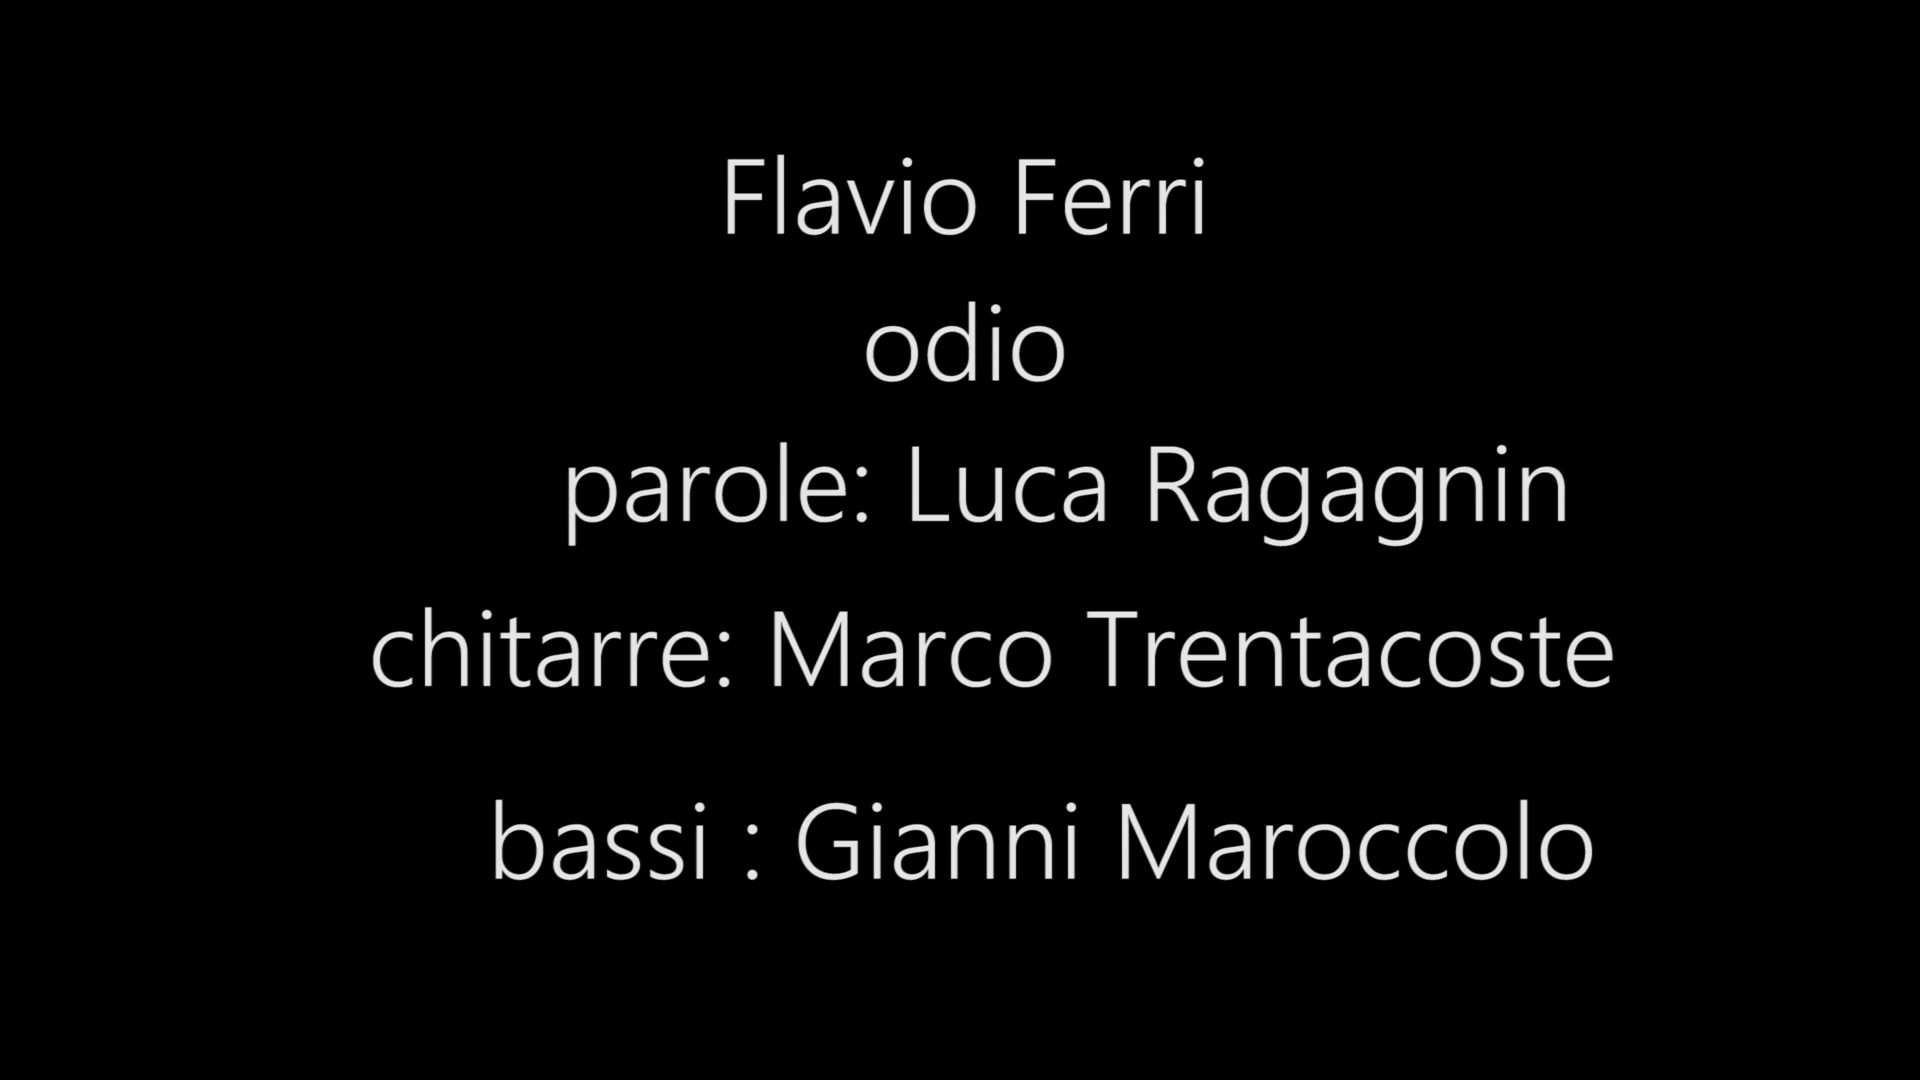 Flavio Ferri
odio
parole: Luca Ragagnin
chitarre: Marco Trentacoste
bassi : Gianni Maroccolo